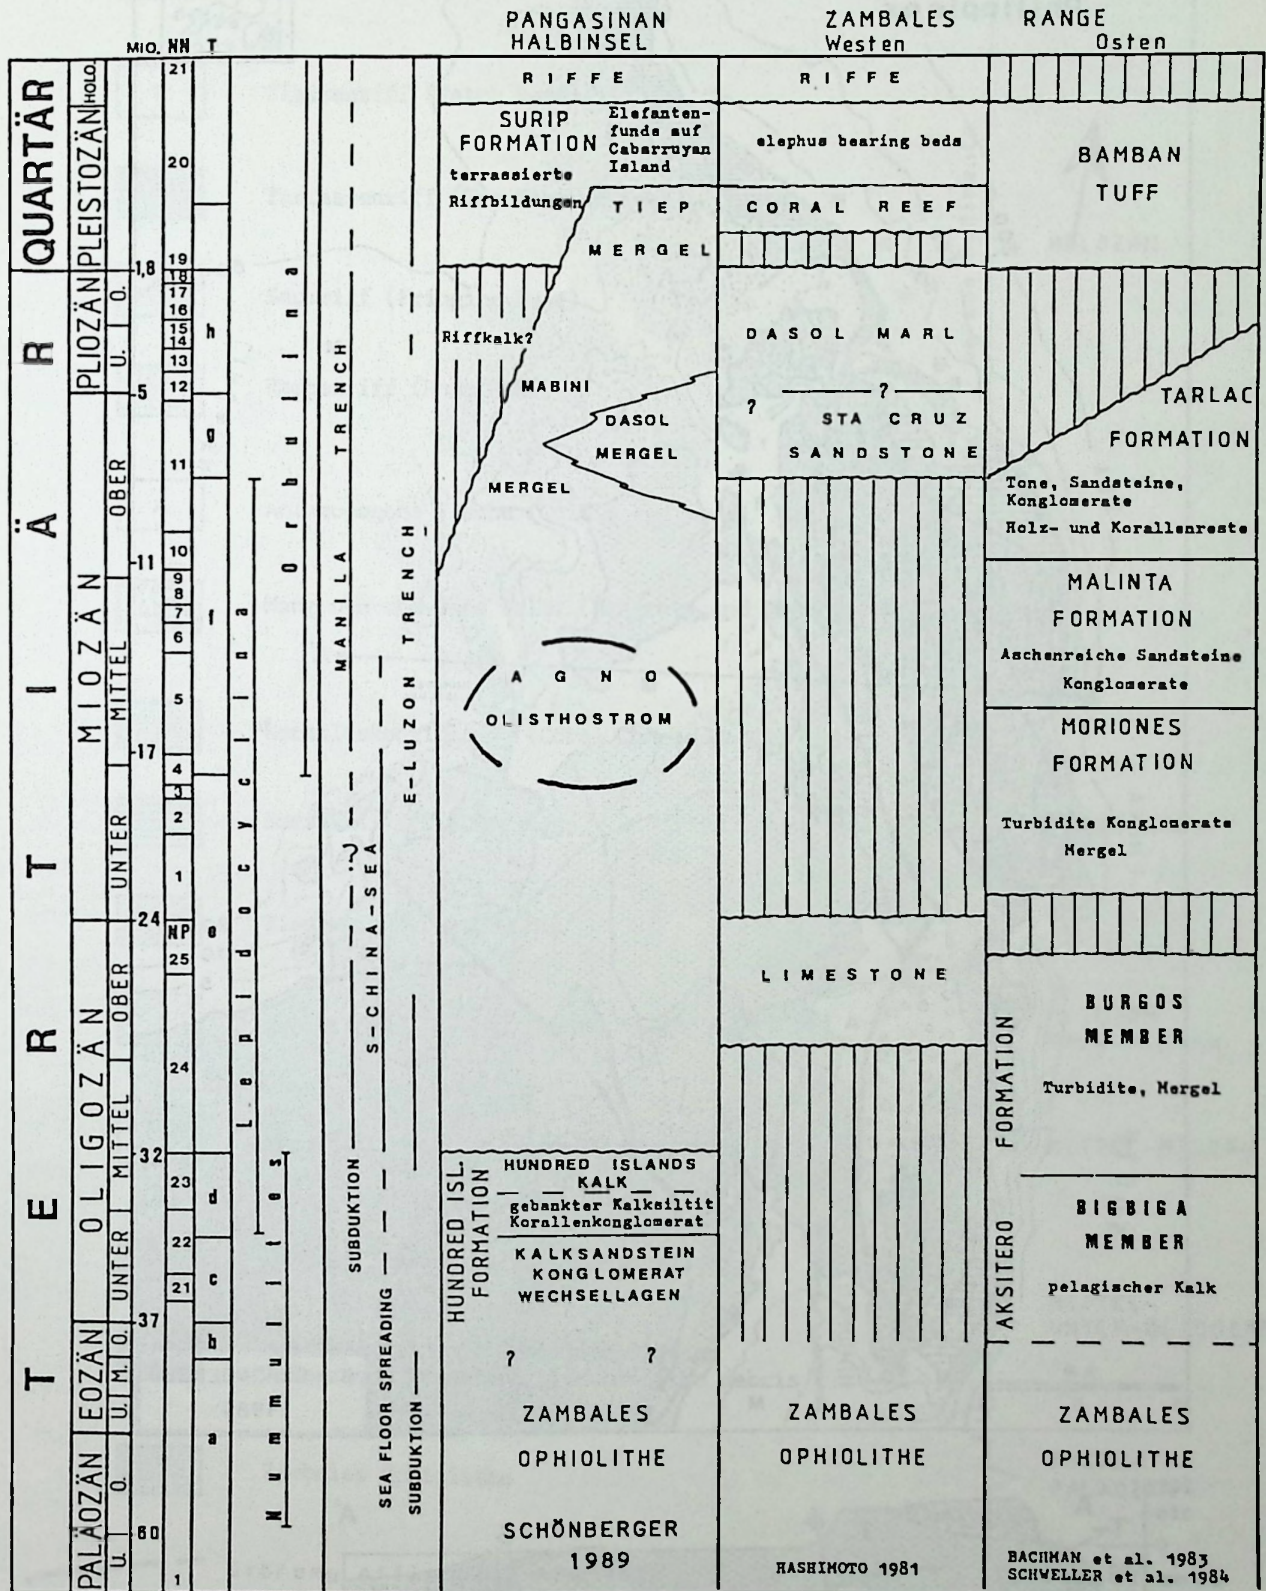 PANGASINAN
HALBINSEL
ZAMBALES RANGE
Westen Osten
MIO. NN T
QUARTÄR
TERTIÄR
HOLO.
PLEISTOZÄN
PLIOZÄN
O.
U.
MIOZÄN
OBER
MITTEL
UNTER
OLIGOZÄN
OBER
MITTEL
UNTER
EOZÄN
O.
M.
U.
PALÄOZÄN
O.
U.
1,8
5
11
17
24
32
37
60
21
20
19
18
17
16
15
14
13
12
11
10
9
8
7
6
5
4
3
2
1
NP
25
24
23
22
21
1
h
g
f
e
d
c
b
a
Orbulina
Lepidocyclina
Nummulites
MANILA TRENCH
SUBDUKTION
?
S-CHINA-SEA
SEA FLOOR SPREADING
E-LUZON TRENCH
SUBDUKTION
RIFFE
SURIP
FORMATION
terrassierte
Riffbildungen
Elefanten-
funde auf
Cabarruyan
Island
TIEP
MERGEL
Riffkalk?
MABINI
MERGEL
DASOL
MERGEL
AGNO
OLISTHOSTROM
HUNDRED ISL.
FORMATION
HUNDRED ISLANDS
KALK
gebankter Kalksiltit
Korallenkonglomerat
KALKSANDSTEIN
KONGLOMERAT
WECHSELLAGEN
? ?
ZAMBALES
OPHIOLITHE
SCHÖNBERGER
1989
RIFFE
elephus bearing beds
CORAL REEF
DASOL MARL
?
?
STA CRUZ
SANDSTONE
LIMESTONE
ZAMBALES
OPHIOLITHE
HASHIMOTO 1981
BAMBAN
TUFF
TARLAC
FORMATION
Tone, Sandsteine,
Konglomerate
Holz- und Korallenreste
MALINTA
FORMATION
Aschenreiche Sandsteine
Konglomerate
MORIONES
FORMATION
Turbidite Konglomerate
Mergel
AKSITERO FORMATION
BURGOS
MEMBER
Turbidite, Mergel
BIGBIGA
MEMBER
pelagischer Kalk
ZAMBALES
OPHIOLITHE
BACHMAN et al. 1983
SCHWELLER et al. 1984